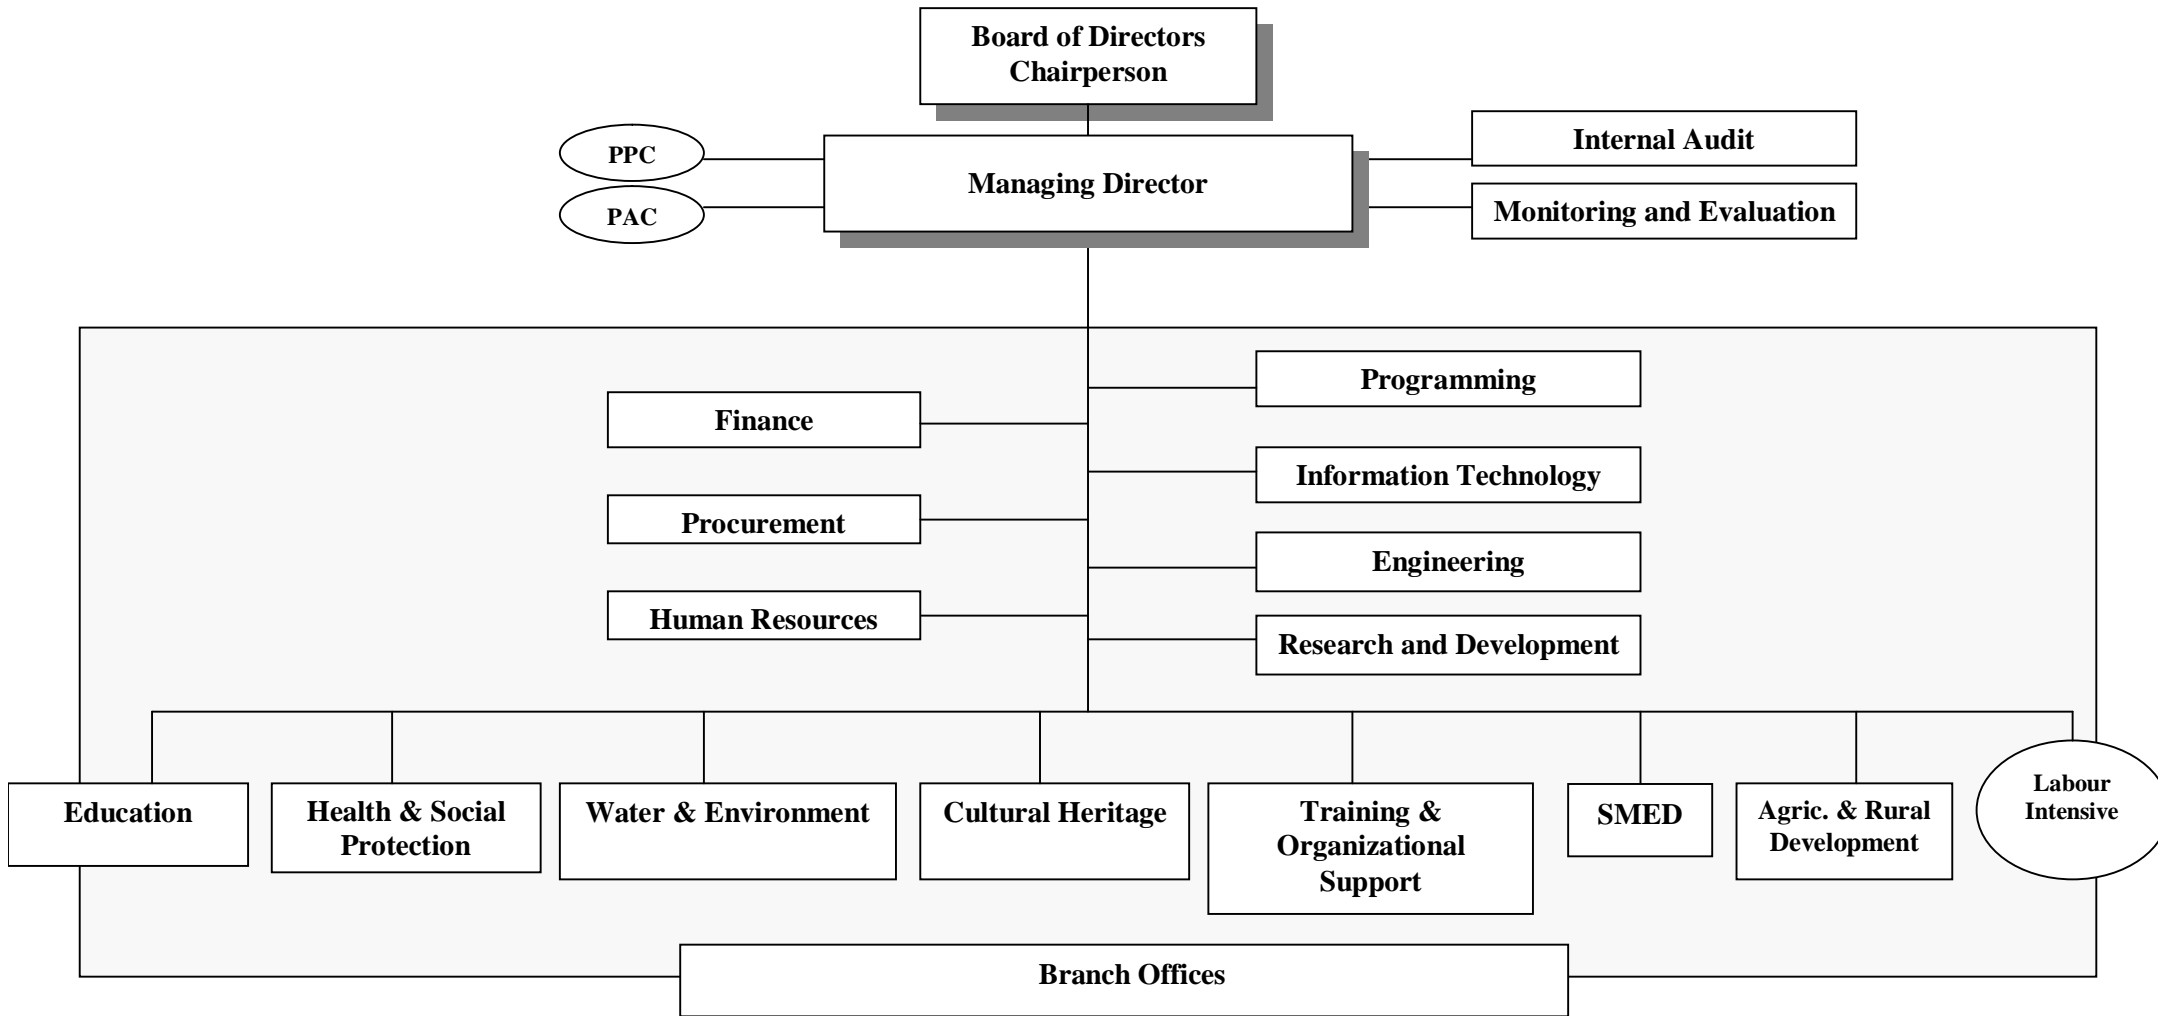 Board of Directors
Chairperson
PPC
Internal Audit
Managing Director
PAC
Monitoring and Evaluation
Programming
Finance
Information Technology
Procurement
Engineering
Human Resources
Research and Development
Education
Health & Social
Protection
Water & Environment
Cultural Heritage
Training &
Organizational
Support
SMED
Agric. & Rural
Development
Labour
Intensive
Branch Offices